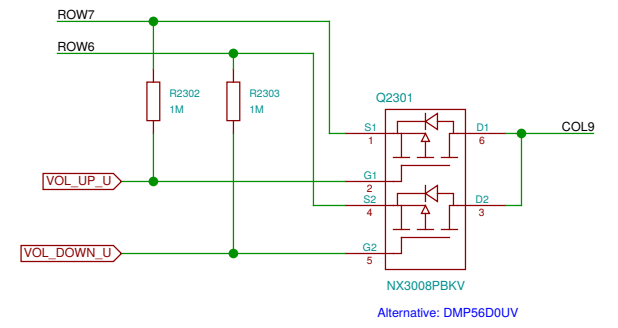 ROW7
ROW6
R2302
1M
R2303
1M
Q2301
S1
1
D1
6
COL9
G1
2
VOL_UP_U
S2
4
D2
3
G2
5
VOL_DOWN_U
NX3008PBKV
Alternative: DMP56D0UV